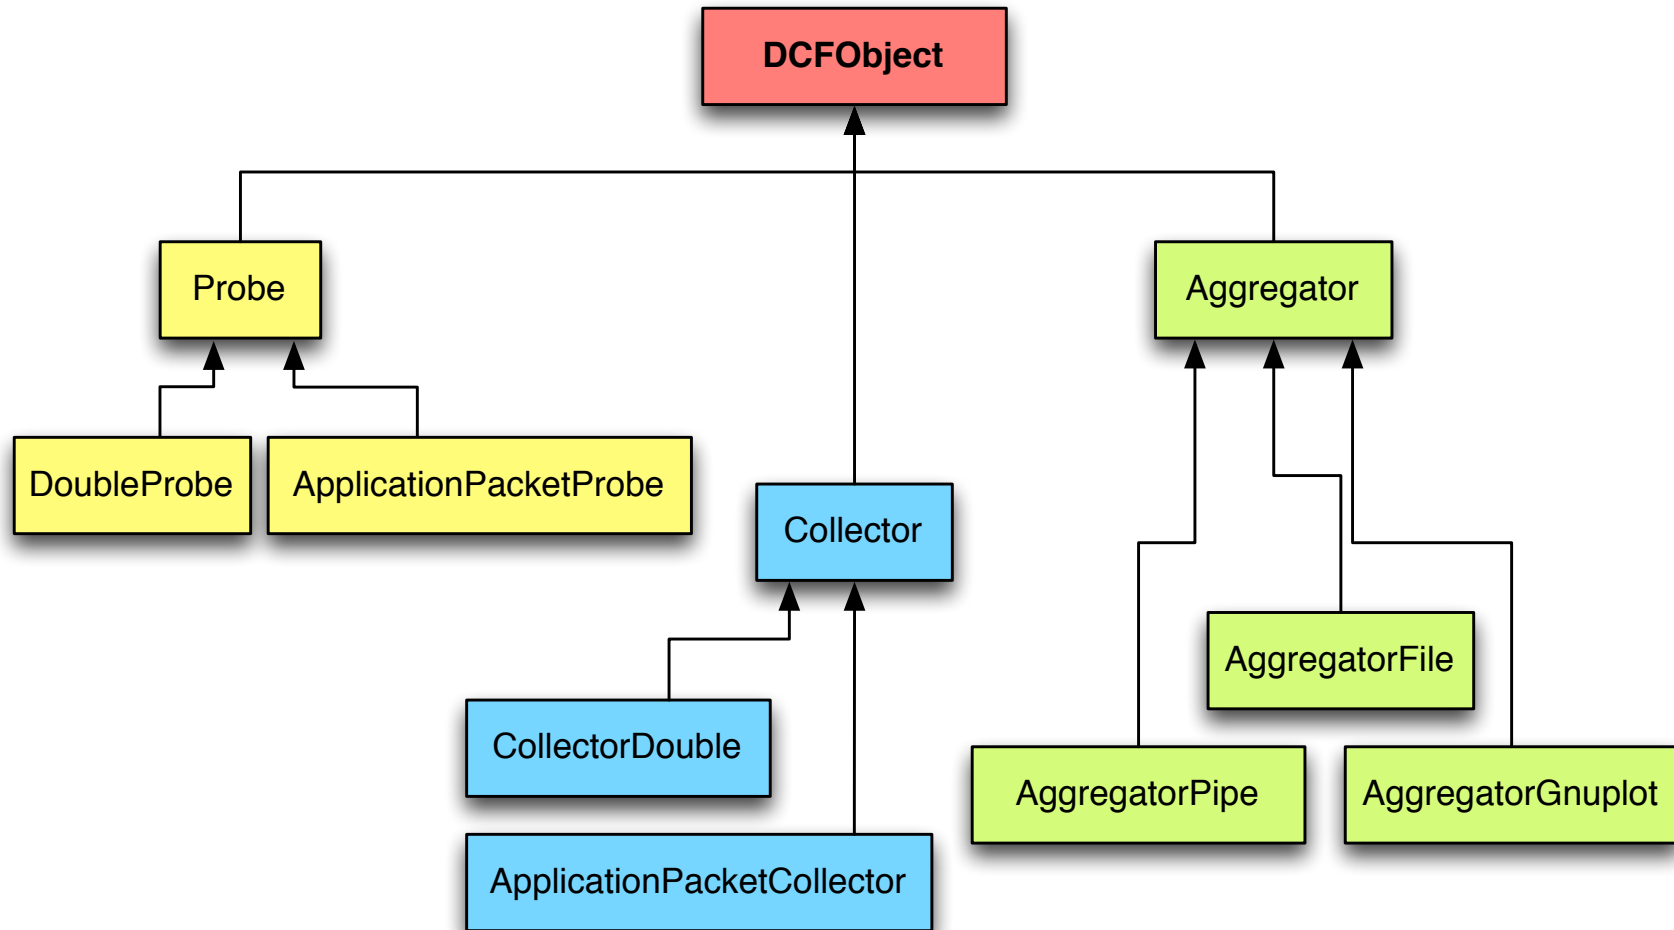 DCFObject
Probe
Aggregator
DoubleProbe
ApplicationPacketProbe
Collector
AggregatorFile
CollectorDouble
AggregatorPipe
AggregatorGnuplot
ApplicationPacketCollector